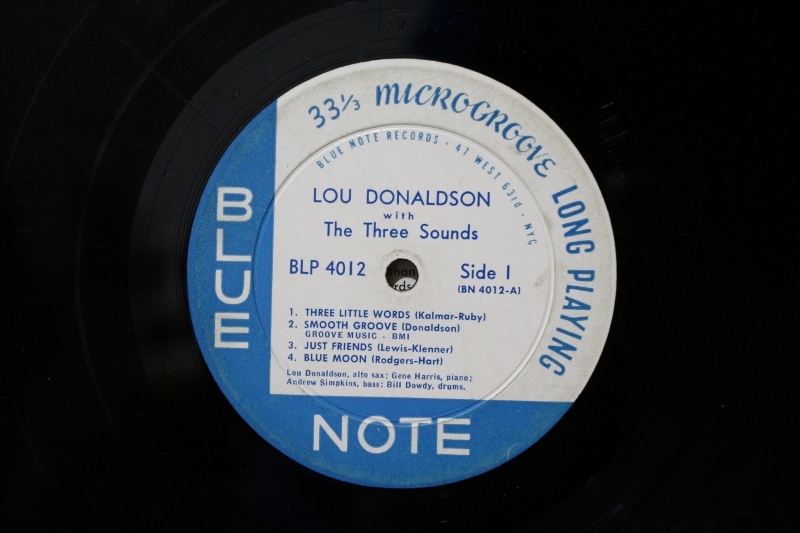 33⅓ MICROGROOVE LONG PLAYING
BLUE NOTE RECORDS · 47 WEST 63rd · NYC
LOU DONALDSON
with
The Three Sounds
BLP 4012 Side 1
(BN 4012-A)
1. THREE LITTLE WORDS (Kalmar-Ruby)
2. SMOOTH GROOVE (Donaldson)
GROOVE MUSIC - BMI
3. JUST FRIENDS (Lewis-Klenner)
4. BLUE MOON (Rodgers-Hart)
Lou Donaldson, alto sax; Gene Harris, piano;
Andrew Simpkins, bass; Bill Dowdy, drums.
BLUE
NOTE